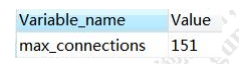 Variable_name Value
max_connections 151